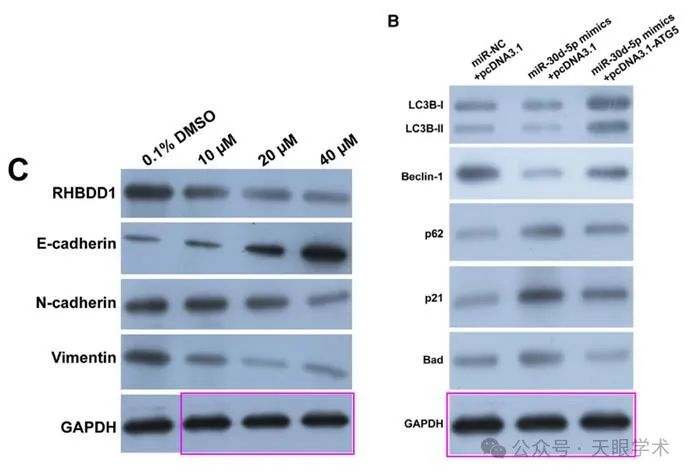 C
0.1% DMSO
10 µM
20 µM
40 µM
RHBDD1
E-cadherin
N-cadherin
Vimentin
GAPDH
B
miR-NC
+pcDNA3.1
miR-30d-5p mimics
+pcDNA3.1
miR-30d-5p mimics
+pcDNA3.1-ATG5
LC3B-I
LC3B-II
Beclin-1
p62
p21
Bad
GAPDH
公众号·天眼学术